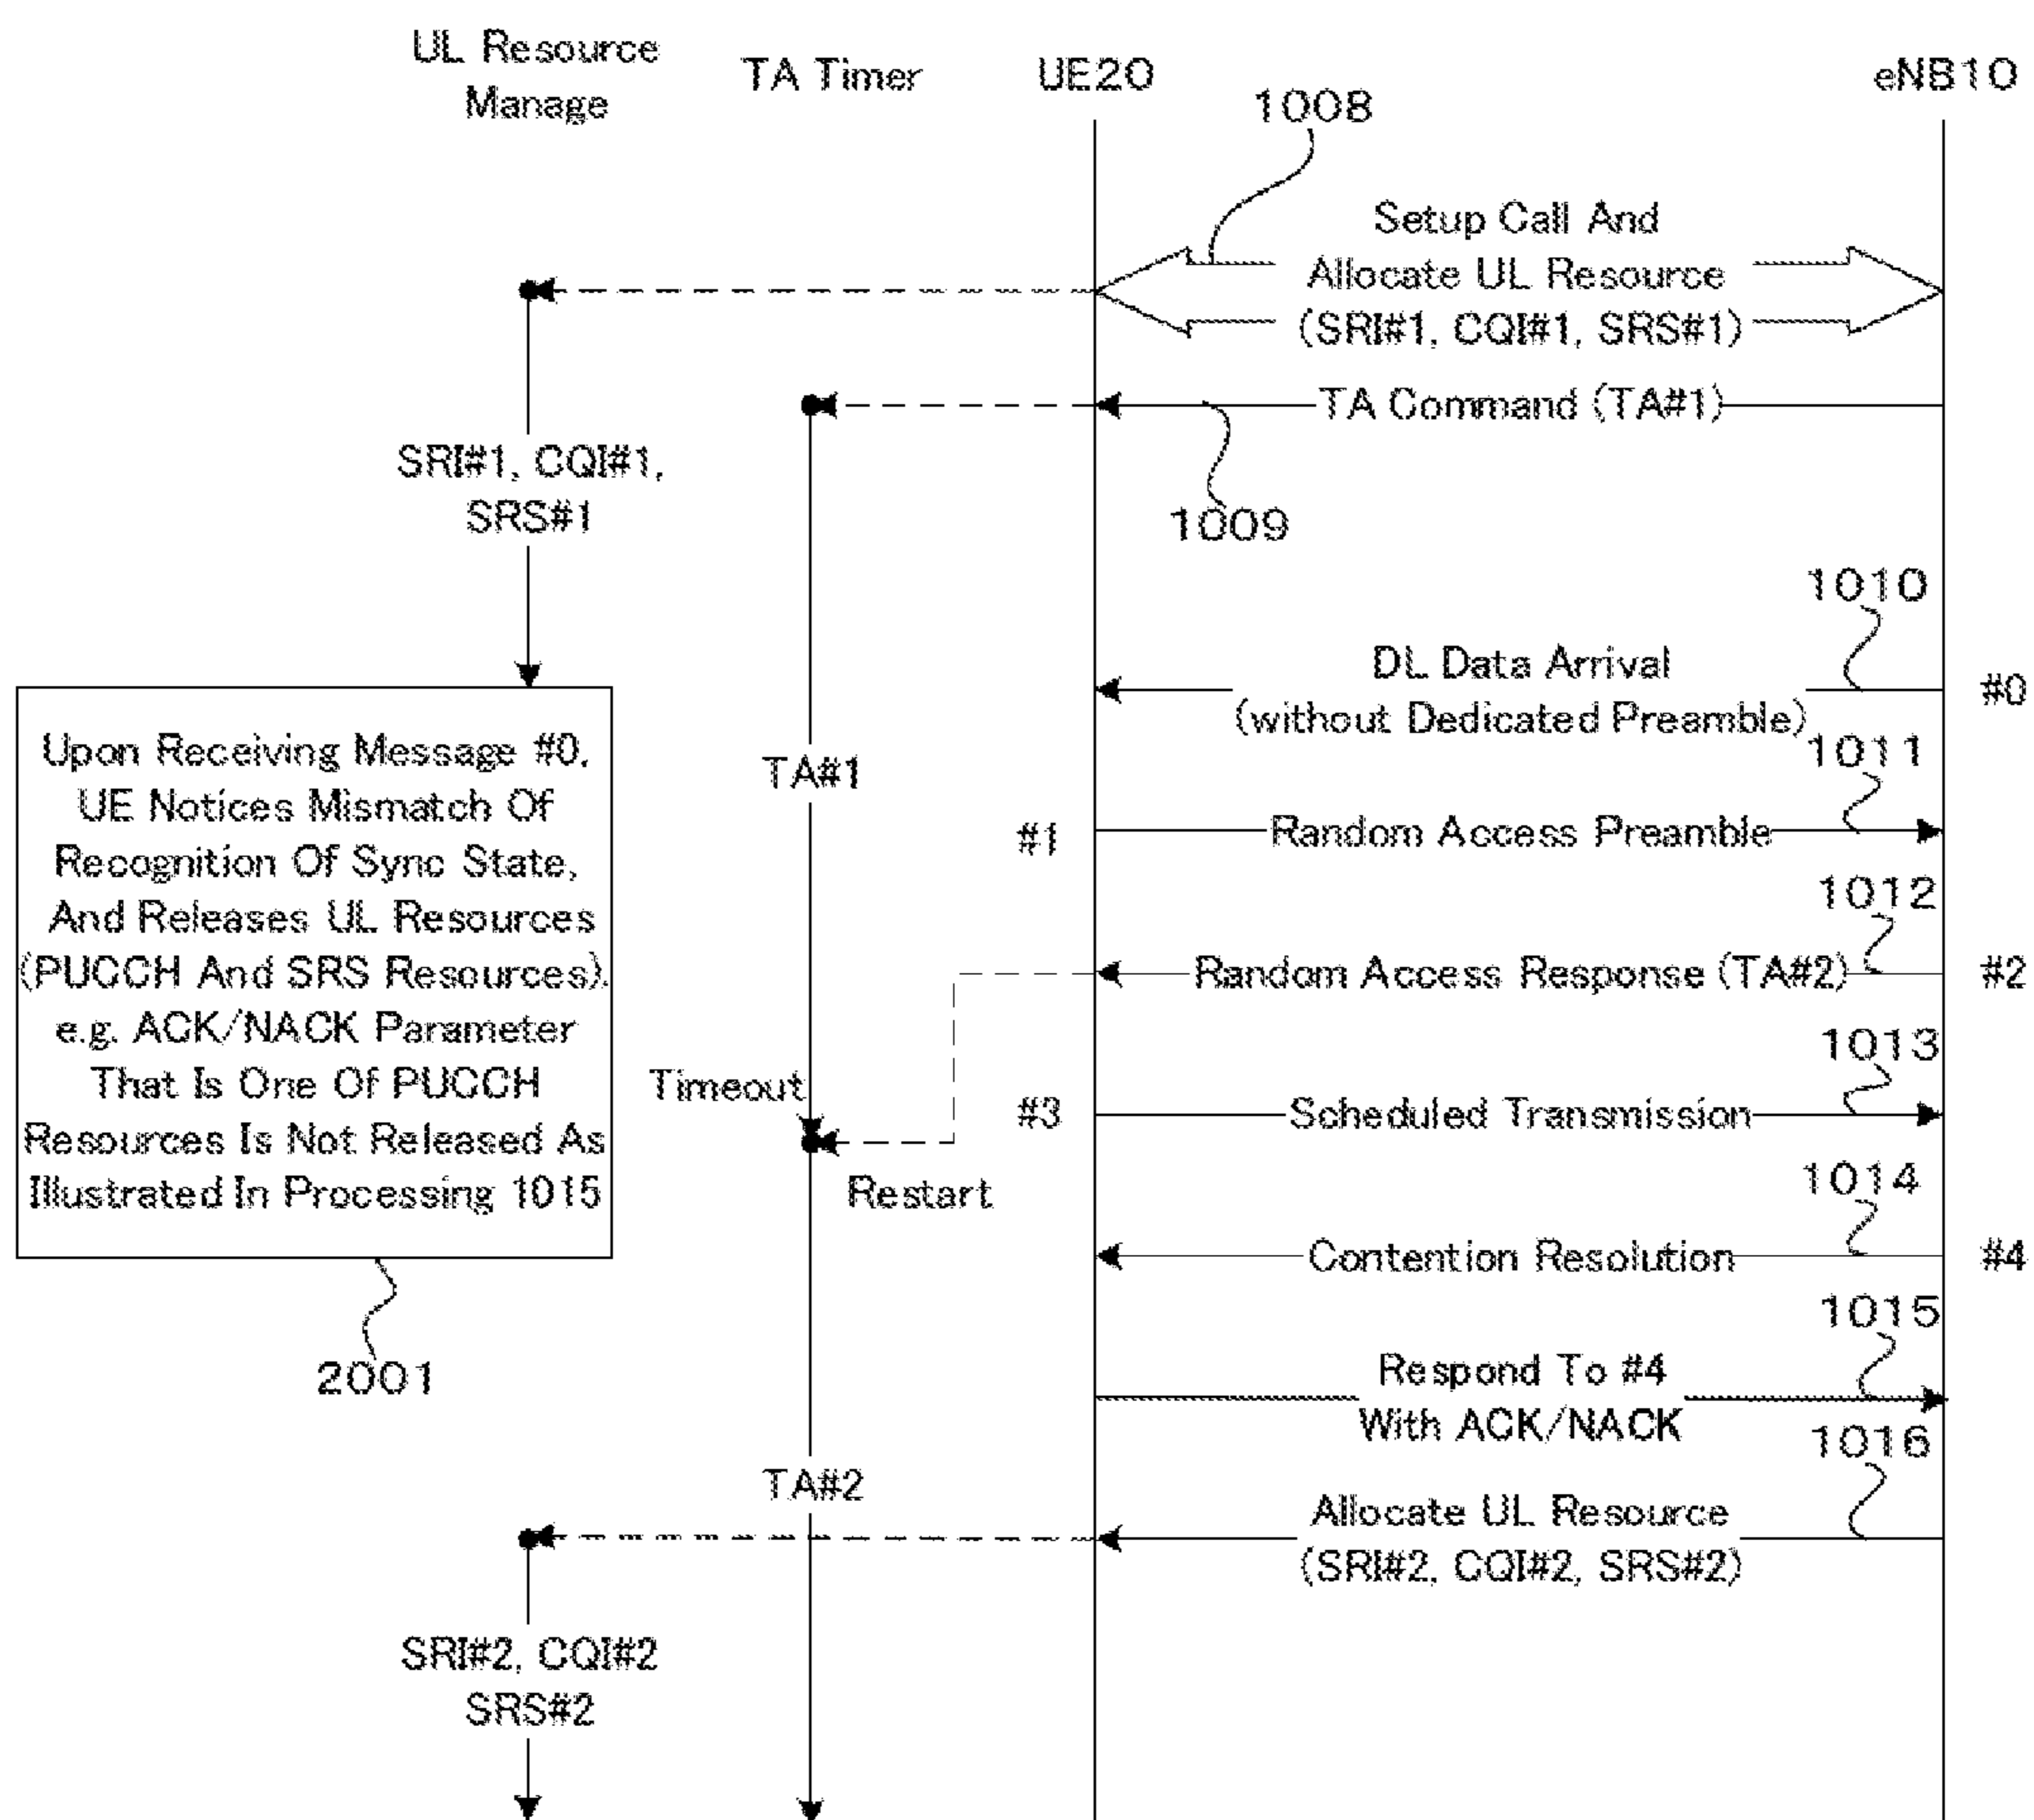 UL Resource
Manage
TA Timer
UE20
eNB10
1008
Setup Call And
Allocate UL Resource
(SRI#1, CQI#1, SRS#1)
TA Command (TA#1)
SRI#1, CQI#1,
SRS#1
1009
1010
DL Data Arrival
(without Dedicated Preamble)
#0
Upon Receiving Message #0,
UE Notices Mismatch Of
Recognition Of Sync State,
And Releases UL Resources
(PUCCH And SRS Resources).
e.g. ACK/NACK Parameter
That Is One Of PUCCH
Resources Is Not Released As
Illustrated In Processing 1015
2001
TA#1
1011
#1
Random Access Preamble
1012
Random Access Response (TA#2)
#2
1013
Timeout
#3
Scheduled Transmission
Restart
1014
Contention Resolution
#4
1015
Respond To #4
With ACK/NACK
1016
TA#2
Allocate UL Resource
(SRI#2, CQI#2, SRS#2)
SRI#2, CQI#2
SRS#2